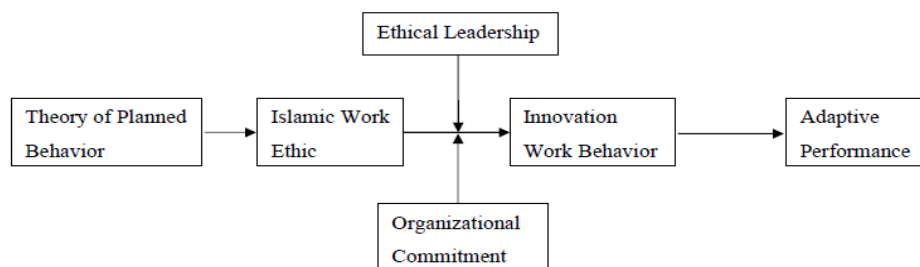 Ethical Leadership
Theory of Planned
Behavior
Islamic Work
Ethic
Innovation
Work Behavior
Adaptive
Performance
Organizational
Commitment